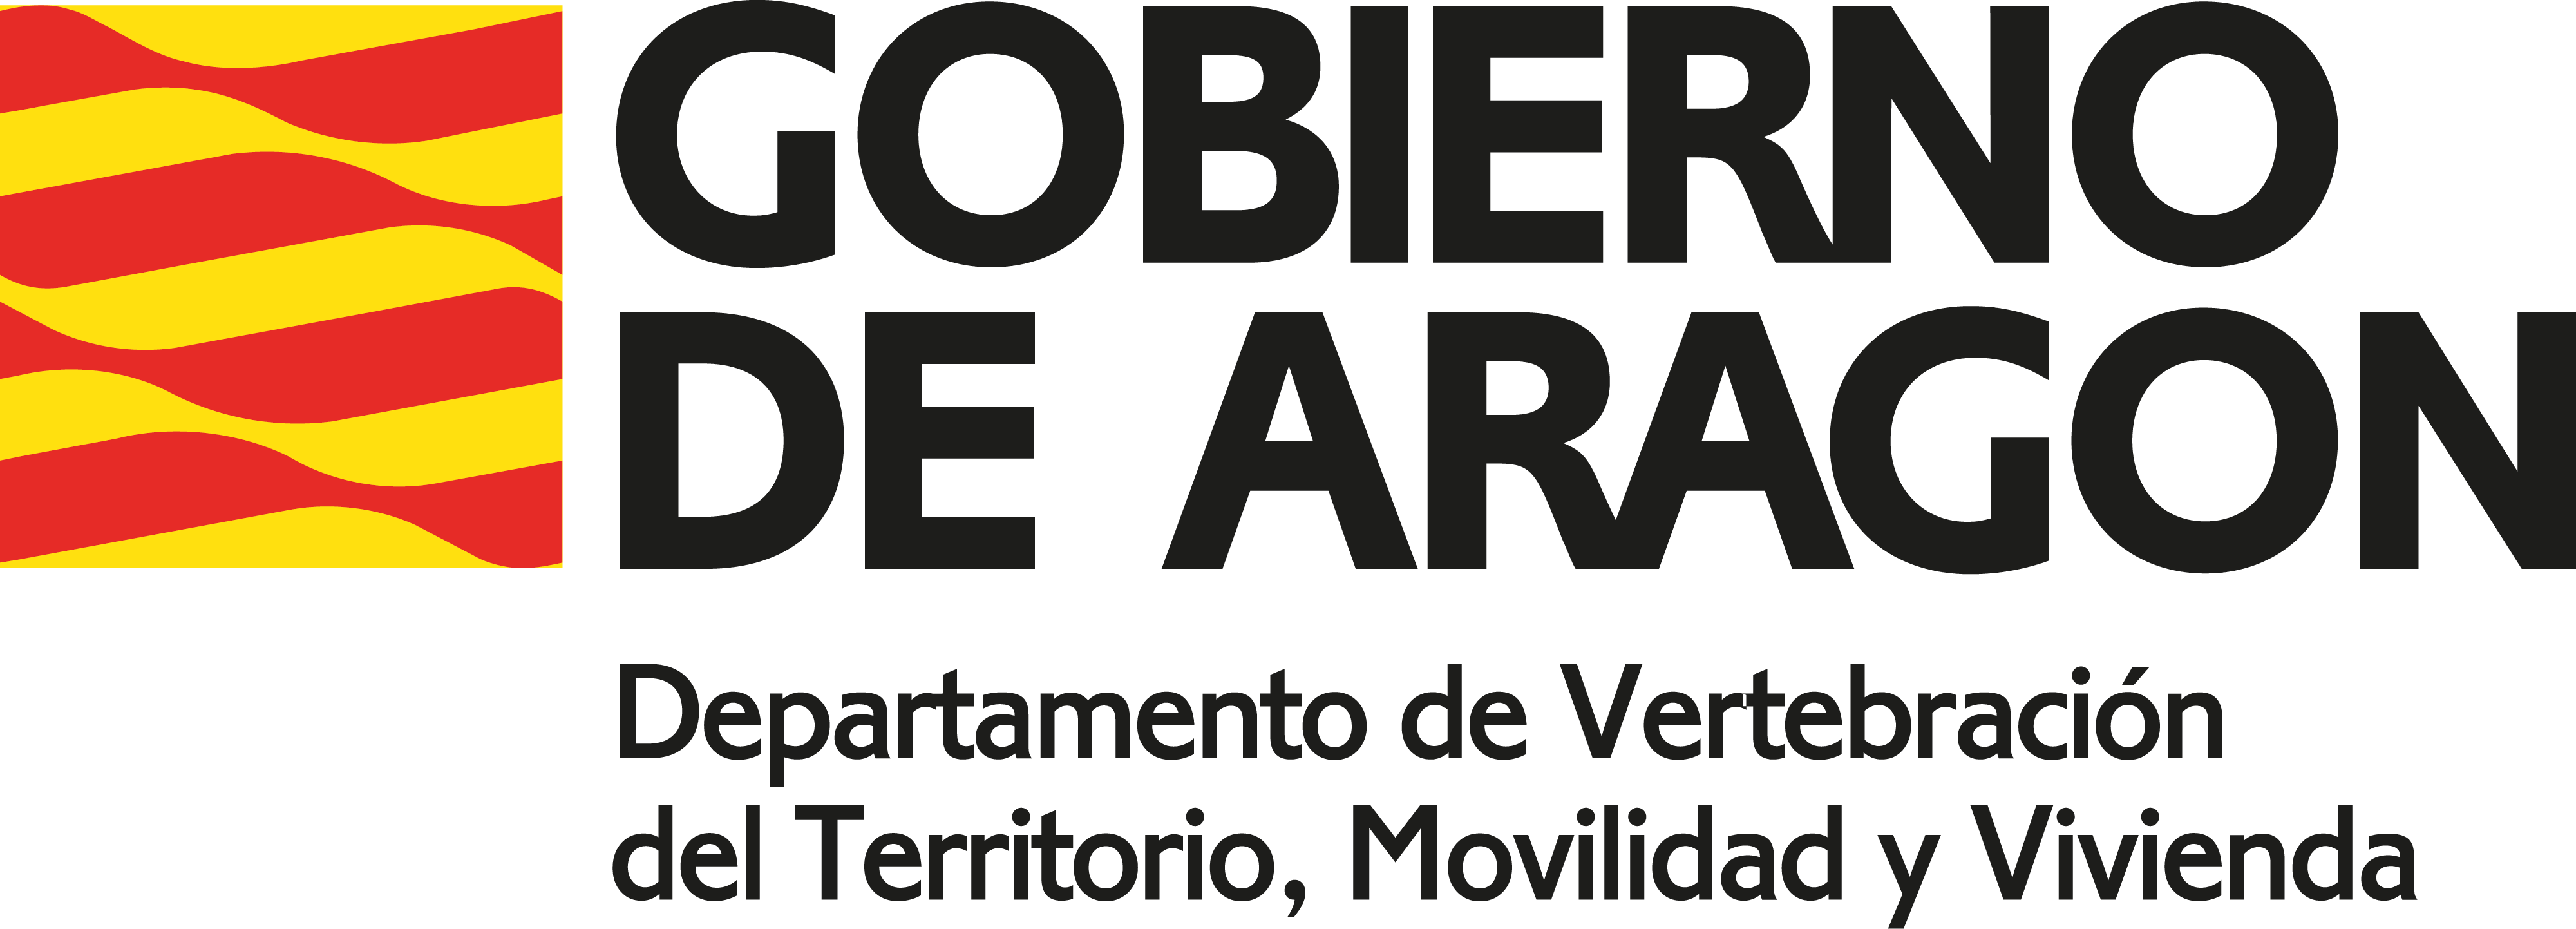 GOBIERNO
DE ARAGON
Departamento de Vertebración
del Territorio, Movilidad y Vivienda